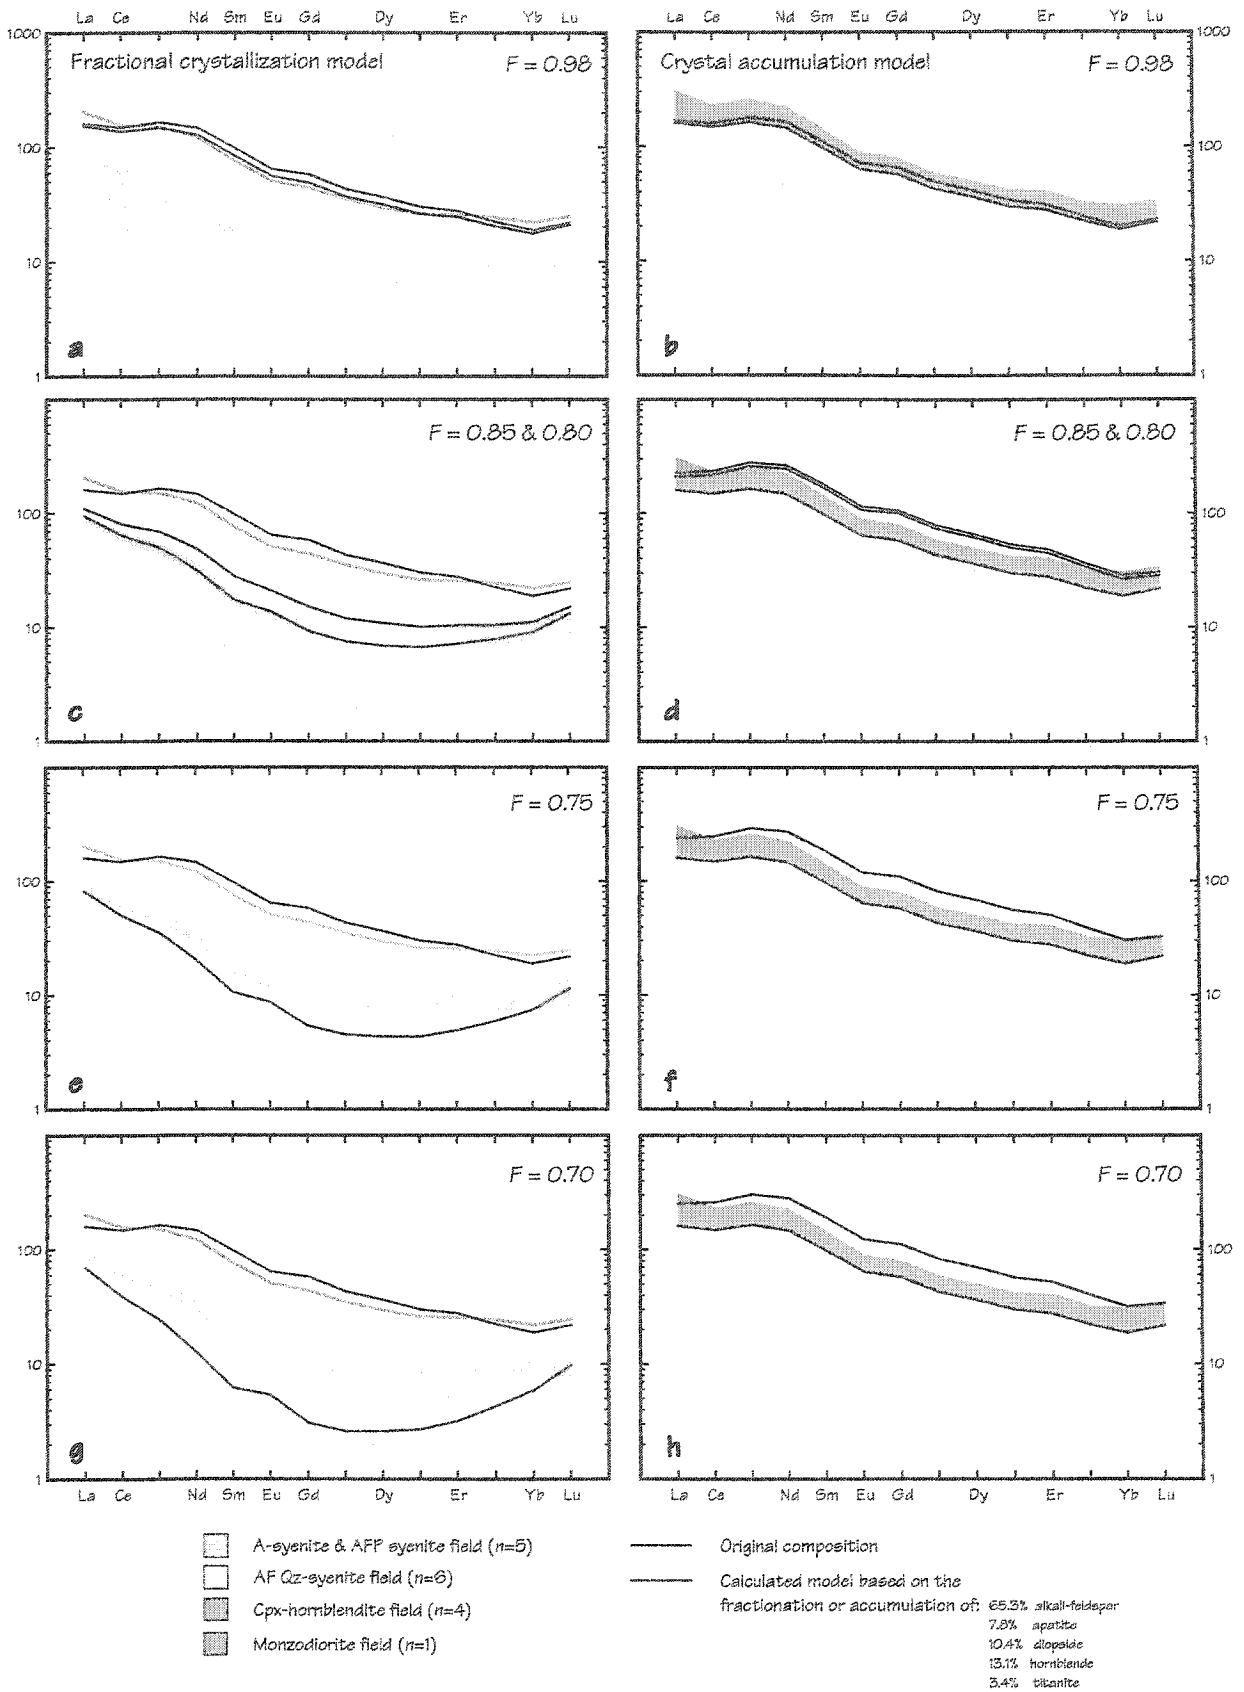 La Ce Nd Sm Eu Gd Dy Er Yb Lu
La Ce Nd Sm Eu Gd Dy Er Yb Lu
1000
Fractional crystallization model
F = 0.98
100
10
1
a
Crystal accumulation model
F = 0.98
1000
100
10
1
b
F = 0.85 & 0.80
100
10
1
c
F = 0.85 & 0.80
100
10
1
d
F = 0.75
100
10
1
e
F = 0.75
100
10
1
f
F = 0.70
100
10
1
g
F = 0.70
100
10
1
h
La Ce Nd Sm Eu Gd Dy Er Yb Lu
La Ce Nd Sm Eu Gd Dy Er Yb Lu
A-syenite & AFP syenite field (n=5)
AF Qz-syenite field (n=6)
Cpx-hornblendite field (n=4)
Monzodiorite field (n=1)
Original composition
Calculated model based on the
fractionation or accumulation of:
65.3% alkali-feldspar
7.8% apatite
10.4% diopside
13.1% hornblende
3.4% titanite